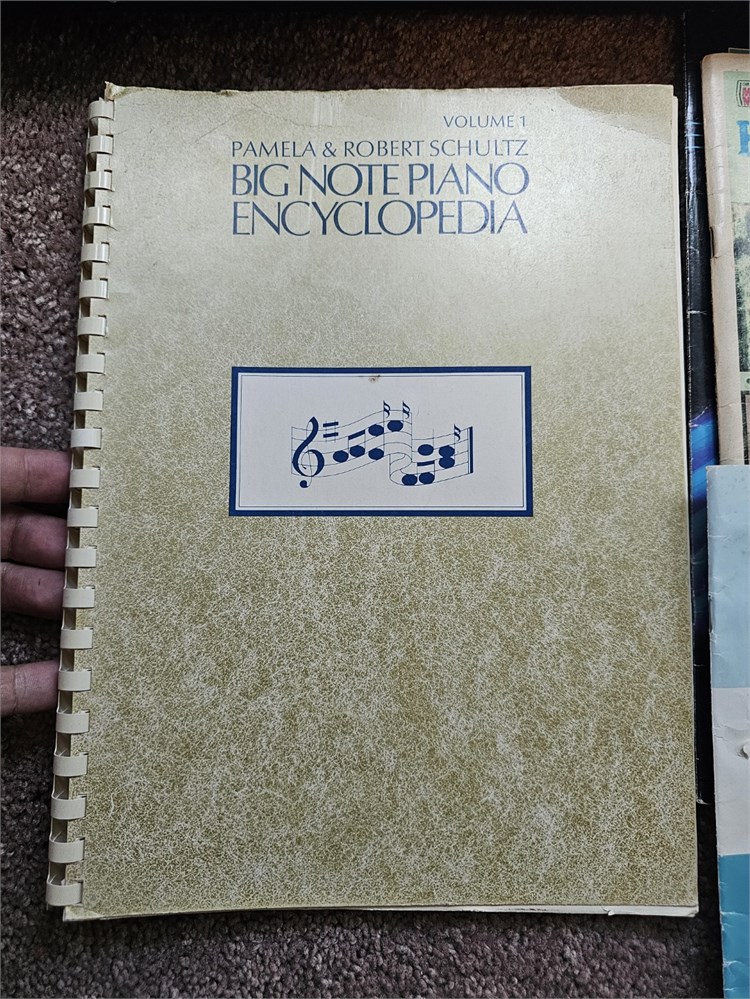 VOLUME 1
PAMELA & ROBERT SCHULTZ
BIG NOTE PIANO
ENCYCLOPEDIA